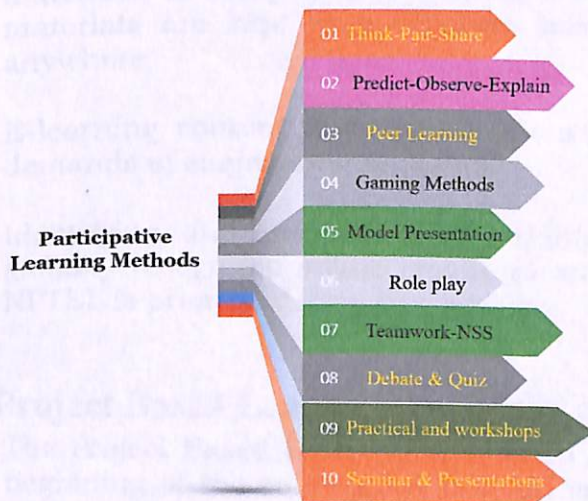 Participative
Learning Methods
01 Think-Pair-Share
02 Predict-Observe-Explain
03 Peer Learning
04 Gaming Methods
05 Model Presentation
06 Role play
07 Teamwork-NSS
08 Debate & Quiz
09 Practical and workshops
10 Seminar & Presentations